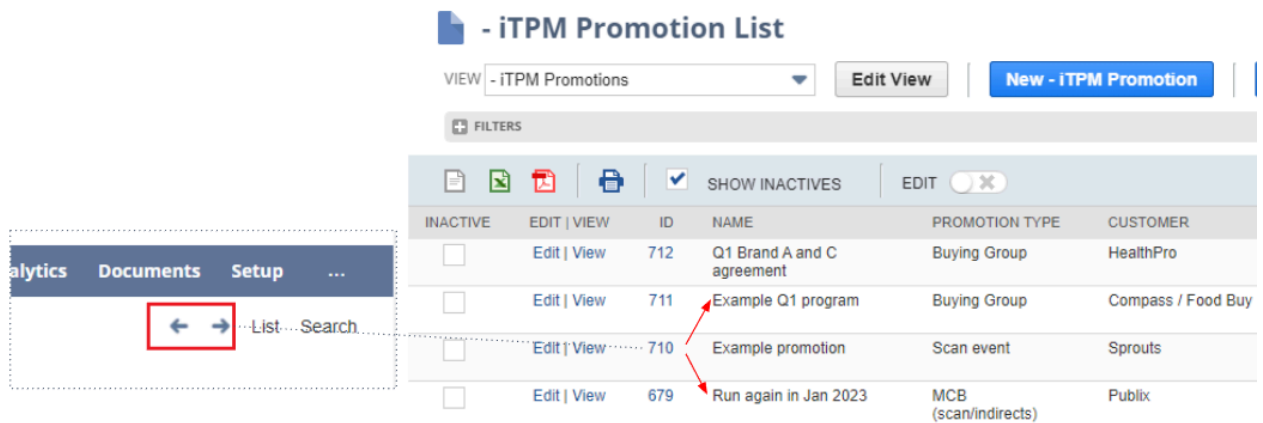 - iTPM Promotion List
VIEW - iTPM Promotions Edit View New - iTPM Promotion
FILTERS
SHOW INACTIVES EDIT
INACTIVE EDIT | VIEW ID NAME PROMOTION TYPE CUSTOMER
Edit | View 712 Q1 Brand A and C Buying Group HealthPro
agreement
Edit | View 711 Example Q1 program Buying Group Compass / Food Buy
Edit | View 710 Example promotion Scan event Sprouts
Edit | View 679 Run again in Jan 2023 MCB Publix
(scan/indirects)
alytics Documents Setup ...
List Search